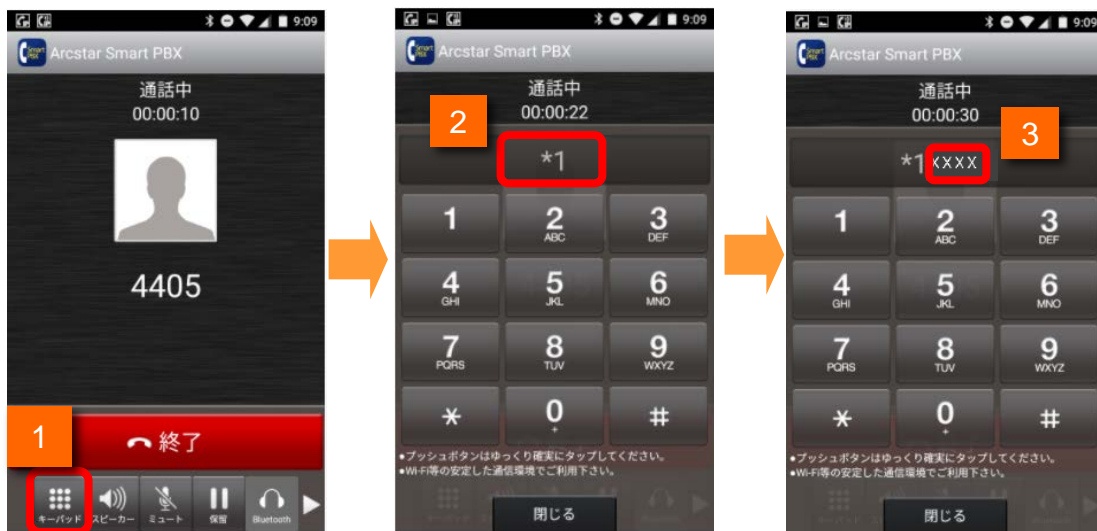 9:09
Arcstar Smart PBX
通話中
00:00:10
4405
1
終了
キーパッド
スピーカー
ミュート
保留
Bluetooth
9:09
Arcstar Smart PBX
通話中
00:00:22
2
*1
1
2
ABC
3
DEF
4
GHI
5
JKL
6
MNO
7
PQRS
8
TUV
9
WXYZ
*
0
+
#
•プッシュボタンはゆっくり確実にタップしてください。
•Wi-Fi等の安定した通信環境でご利用下さい。
閉じる
9:09
Arcstar Smart PBX
通話中
00:00:30
3
*1xxxx
1
2
ABC
3
DEF
4
GHI
5
JKL
6
MNO
7
PQRS
8
TUV
9
WXYZ
*
0
+
#
•プッシュボタンはゆっくり確実にタップしてください。
•Wi-Fi等の安定した通信環境でご利用下さい。
閉じる